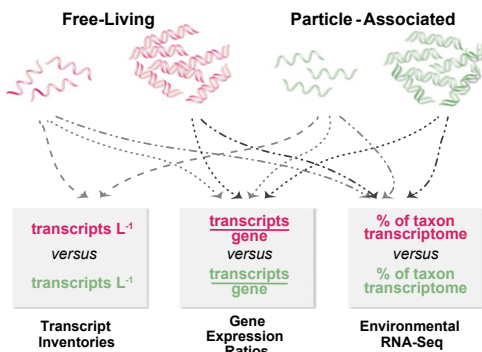 Free-Living
Particle-Associated
transcripts L⁻¹
versus
transcripts L⁻¹
transcripts
gene
versus
transcripts
gene
% of taxon
transcriptome
versus
% of taxon
transcriptome
Transcript
Inventories
Gene
Expression
Ratios
Environmental
RNA-Seq